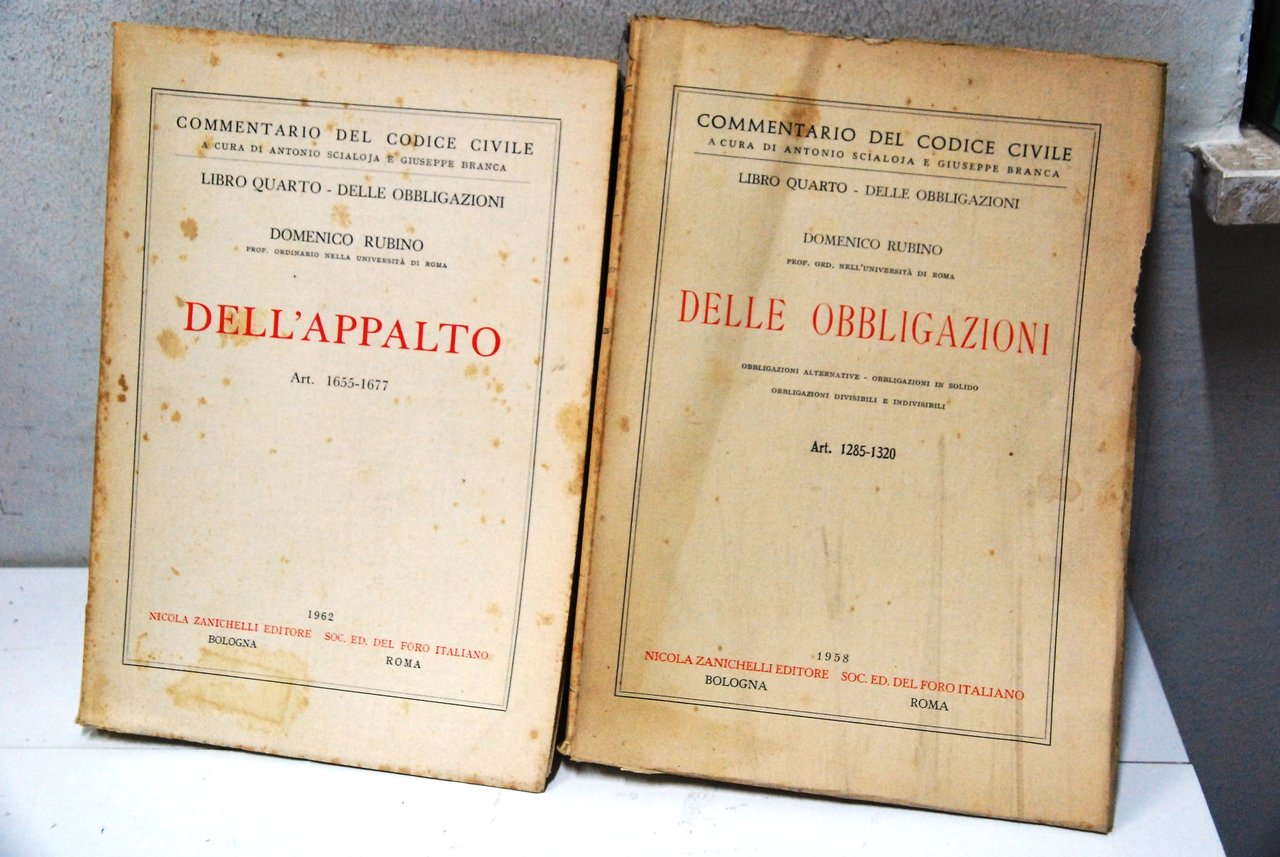 COMMENTARIO DEL CODICE CIVILE
A CURA DI ANTONIO SCIALOJA E GIUSEPPE BRANCA
LIBRO QUARTO - DELLE OBBLIGAZIONI
DOMENICO RUBINO
PROF. ORDINARIO NELLA UNIVERSITÀ DI ROMA
DELL'APPALTO
Art. 1655-1677
1962
NICOLA ZANICHELLI EDITORE SOC. ED. DEL FORO ITALIANO
BOLOGNA ROMA
COMMENTARIO DEL CODICE CIVILE
A CURA DI ANTONIO SCIALOJA E GIUSEPPE BRANCA
LIBRO QUARTO - DELLE OBBLIGAZIONI
DOMENICO RUBINO
PROF. ORD. NELL'UNIVERSITÀ DI ROMA
DELLE OBBLIGAZIONI
OBBLIGAZIONI ALTERNATIVE - OBBLIGAZIONI IN SOLIDO
OBBLIGAZIONI DIVISIBILI E INDIVISIBILI
Art. 1285-1320
1958
NICOLA ZANICHELLI EDITORE SOC. ED. DEL FORO ITALIANO
BOLOGNA ROMA